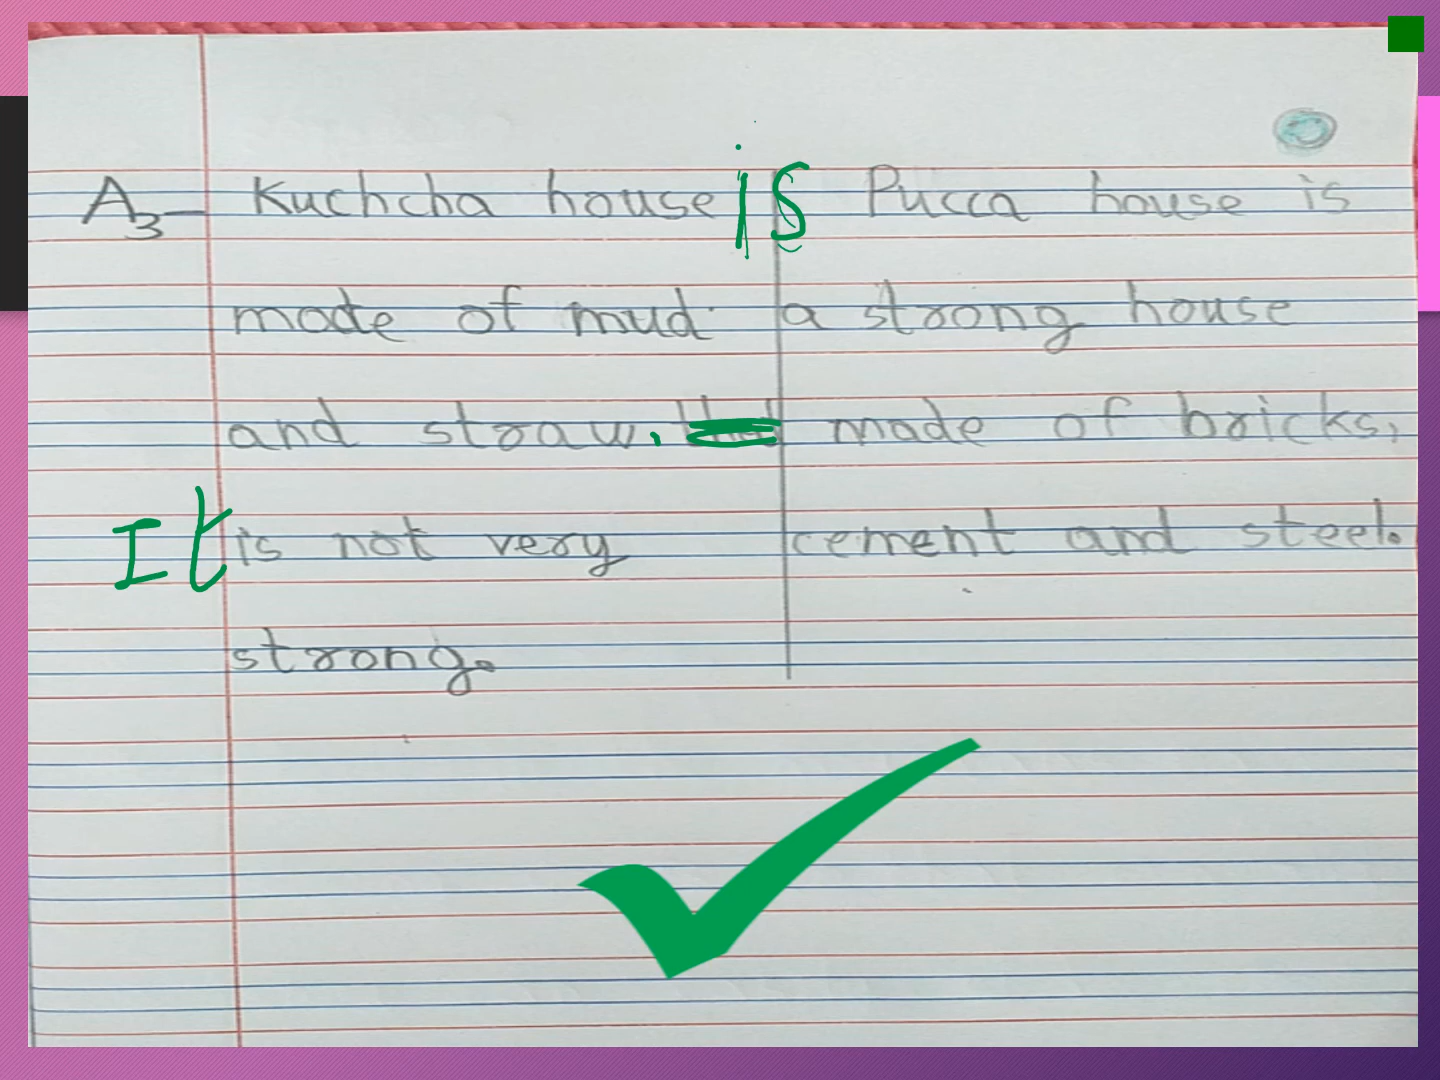 A3- Kuchcha house is
made of mud
and straw.
It is not very
strong.
Pucca house is
a strong house
made of bricks,
cement and steel.